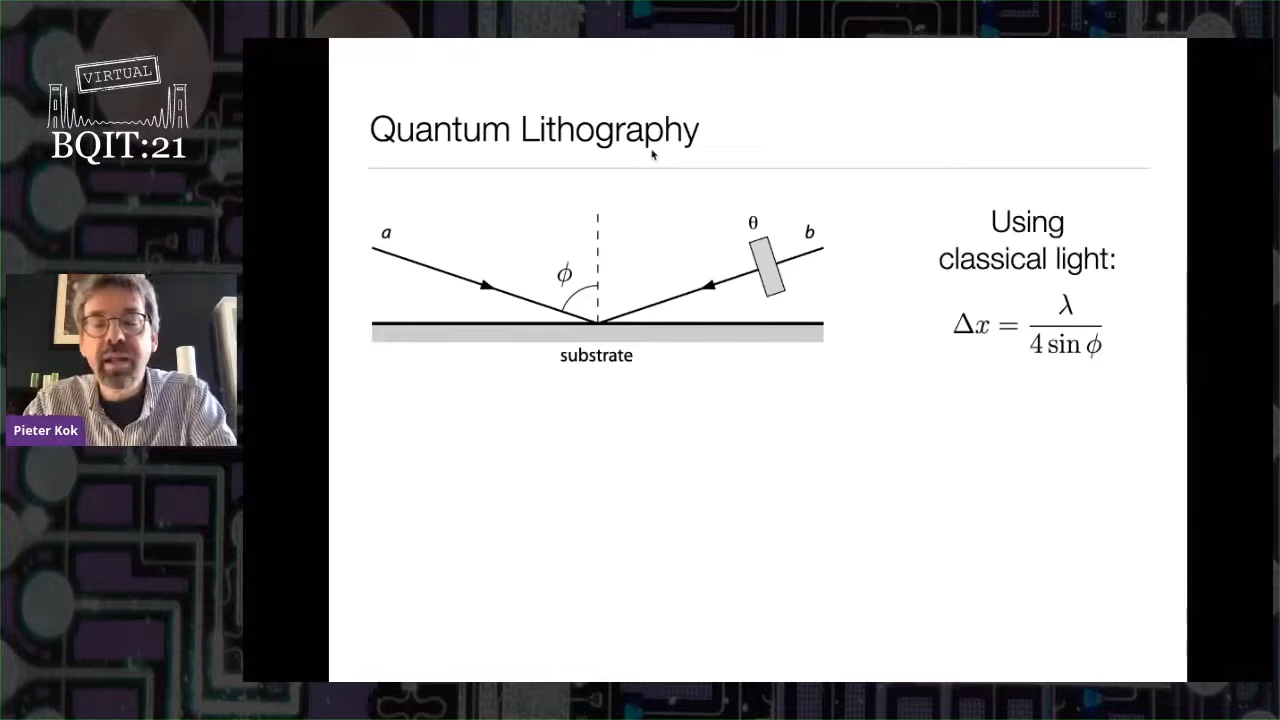 VIRTUAL
BQIT:21
Quantum Lithography
a
ϕ
θ
b
substrate
Using
classical light:
Δx = λ / 4 sin ϕ
Pieter Kok